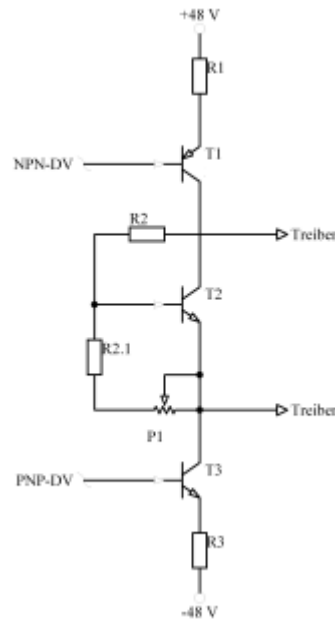 +48 V
R1
T1
NPN-DV
R2
Treiber
T2
R2.1
Treiber
P1
T3
PNP-DV
R3
-48 V